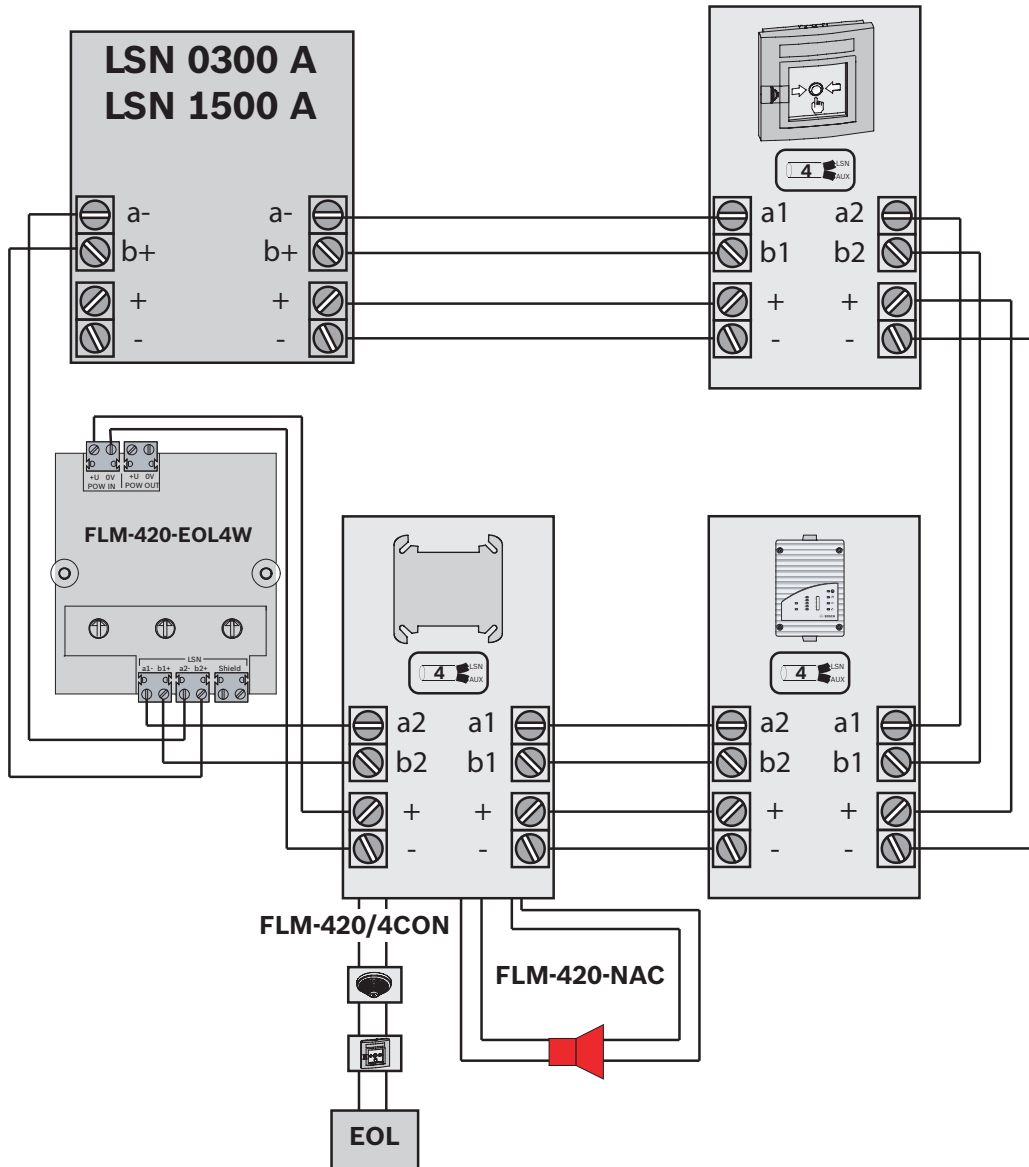 LSN 0300 A
LSN 1500 A
a- a-
b+ b+
+ +
- -
4 LSN
AUX
a1 a2
b1 b2
+ +
- -
+U 0V +U 0V
POW IN POW OUT
FLM-420-EOL4W
LSN
a1- b1+ a2- b2+ Shield
4 LSN
AUX
a2 a1
b2 b1
+ +
- -
4 LSN
AUX
a2 a1
b2 b1
+ +
- -
FLM-420/4CON
FLM-420-NAC
EOL